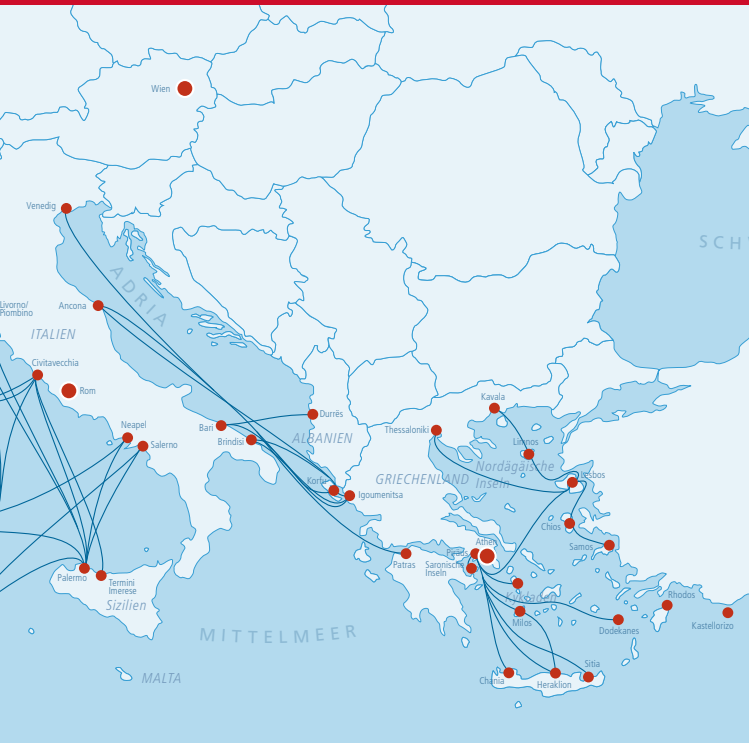 Wien
Venedig
SCHW
ADRIA
Livorno/
Piombino
Ancona
ITALIEN
Civitavecchia
Rom
Kavala
Durrës
Neapel
Bari
Thessaloniki
Brindisi
ALBANIEN
Salerno
Limnos
Nordägäische
Inseln
Lesbos
GRIECHENLAND
Korfu
Igoumenitsa
Chios
Athen
Samos
Piräus
Patras
Saronische
Inseln
Palermo
Termini
Imerese
Sizilien
Kykladen
Rhodos
Milos
Kastellorizo
Dodekanes
MITTELMEER
Sitia
MALTA
Chania
Heraklion